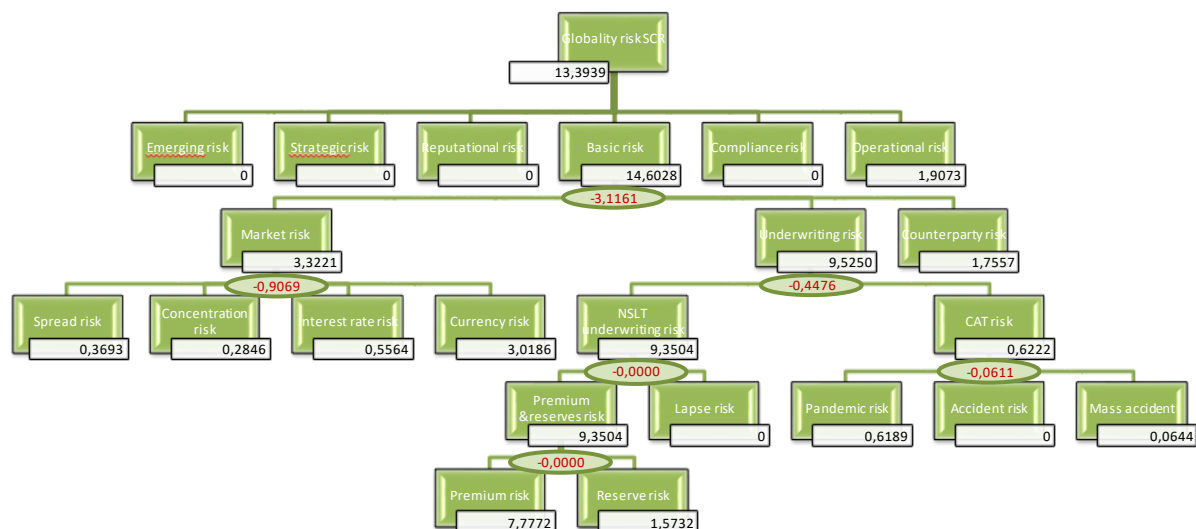 Globality risk SCR
13,3939
Emerging risk
0
Strategic risk
0
Reputational risk
0
Basic risk
14,6028
Compliance risk
0
Operational risk
1,9073
-3,1161
Market risk
3,3221
Underwriting risk
9,5250
Counterparty risk
1,7557
-0,9069
-0,4476
Spread risk
0,3693
Concentration
risk
0,2846
Interest rate risk
0,5564
Currency risk
3,0186
NSLT
underwriting risk
9,3504
CAT risk
0,6222
-0,0000
-0,0611
Premium
&reserves risk
9,3504
Lapse risk
0
Pandemic risk
0,6189
Accident risk
0
Mass accident
0,0644
-0,0000
Premium risk
7,7772
Reserve risk
1,5732